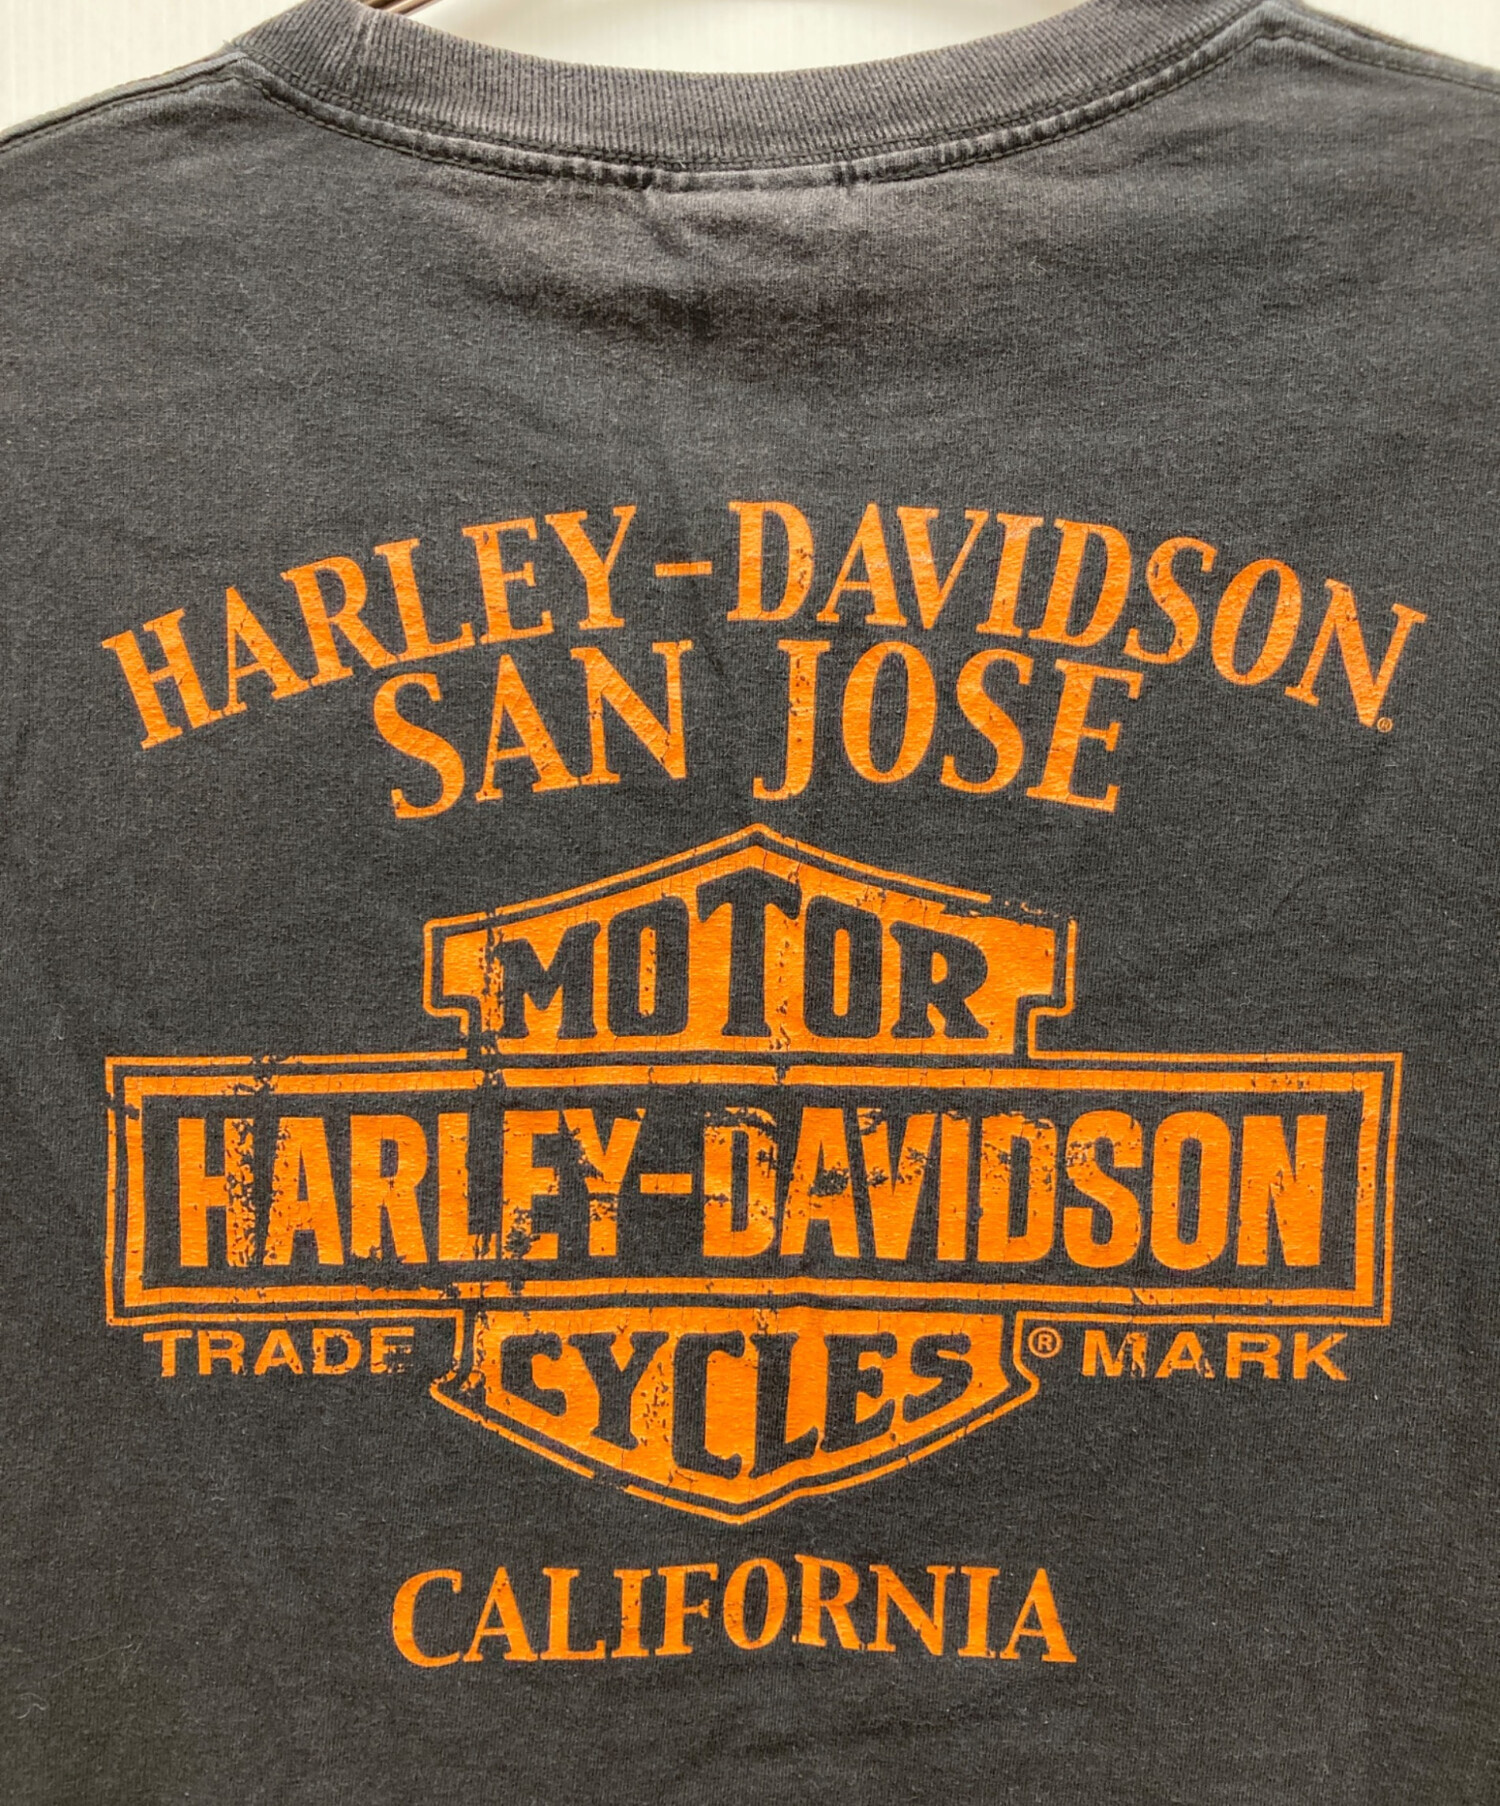 HARLEY-DAVIDSON®
SAN JOSE
MOTOR
HARLEY-DAVIDSON
TRADE CYCLES ® MARK
CALIFORNIA